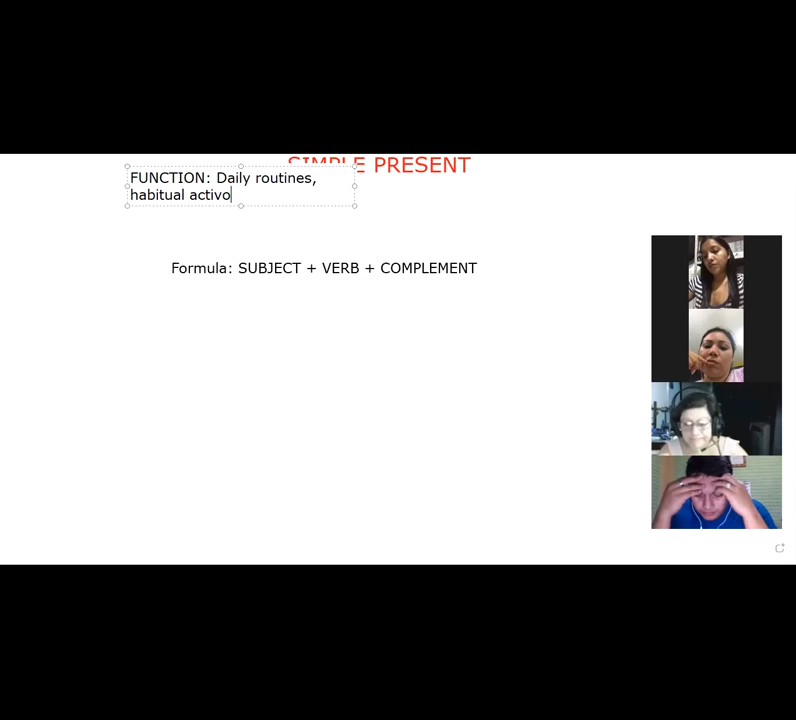 SIMPLE PRESENT
FUNCTION: Daily routines,
habitual activo
Formula: SUBJECT + VERB + COMPLEMENT